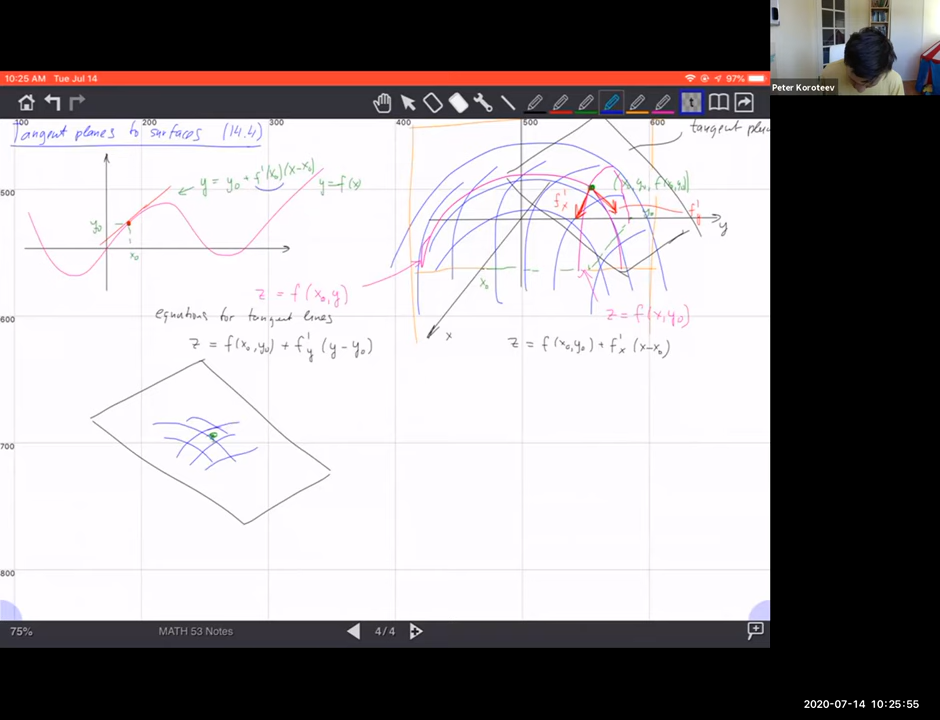 10:25 AM Tue Jul 14
97%
Peter Koroteev
t
Tangent planes to surfaces (14.4)
y = y₀ + f'(x₀)(x-x₀)
y=f(x)
y₀
x₀
z = f(x₀,y)
equations for tangent lines
z = f(x₀,y₀) + f'y (y-y₀)
400
500
600
tangent plan
(x₀,y₀,f(x₀,y₀))
f'x
f'y
y₀
y
x₀
x
z = f(x,y₀)
z = f(x₀,y₀) + f'x (x-x₀)
100
200
300
500
600
700
800
75%
MATH 53 Notes
4/4
2020-07-14 10:25:55